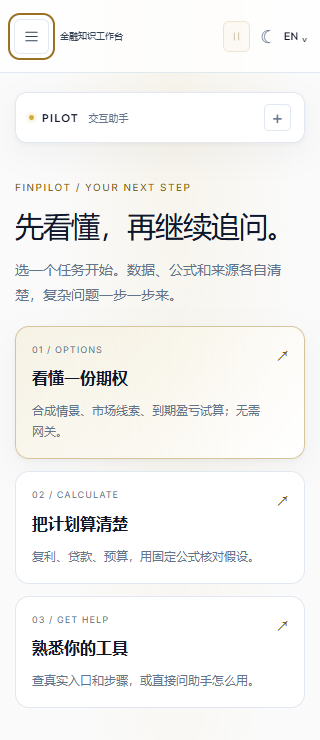 金融知识工作台
EN
PILOT 交互助手
FINPILOT / YOUR NEXT STEP
先看懂，再继续追问。
选一个任务开始。数据、公式和来源各自清
楚，复杂问题一步一步来。
01 / OPTIONS
看懂一份期权
合成情景、市场线索、到期盈亏试算；无需
网关。
02 / CALCULATE
把计划算清楚
复利、贷款、预算，用固定公式核对假设。
03 / GET HELP
熟悉你的工具
查真实入口和步骤，或直接问助手怎么用。